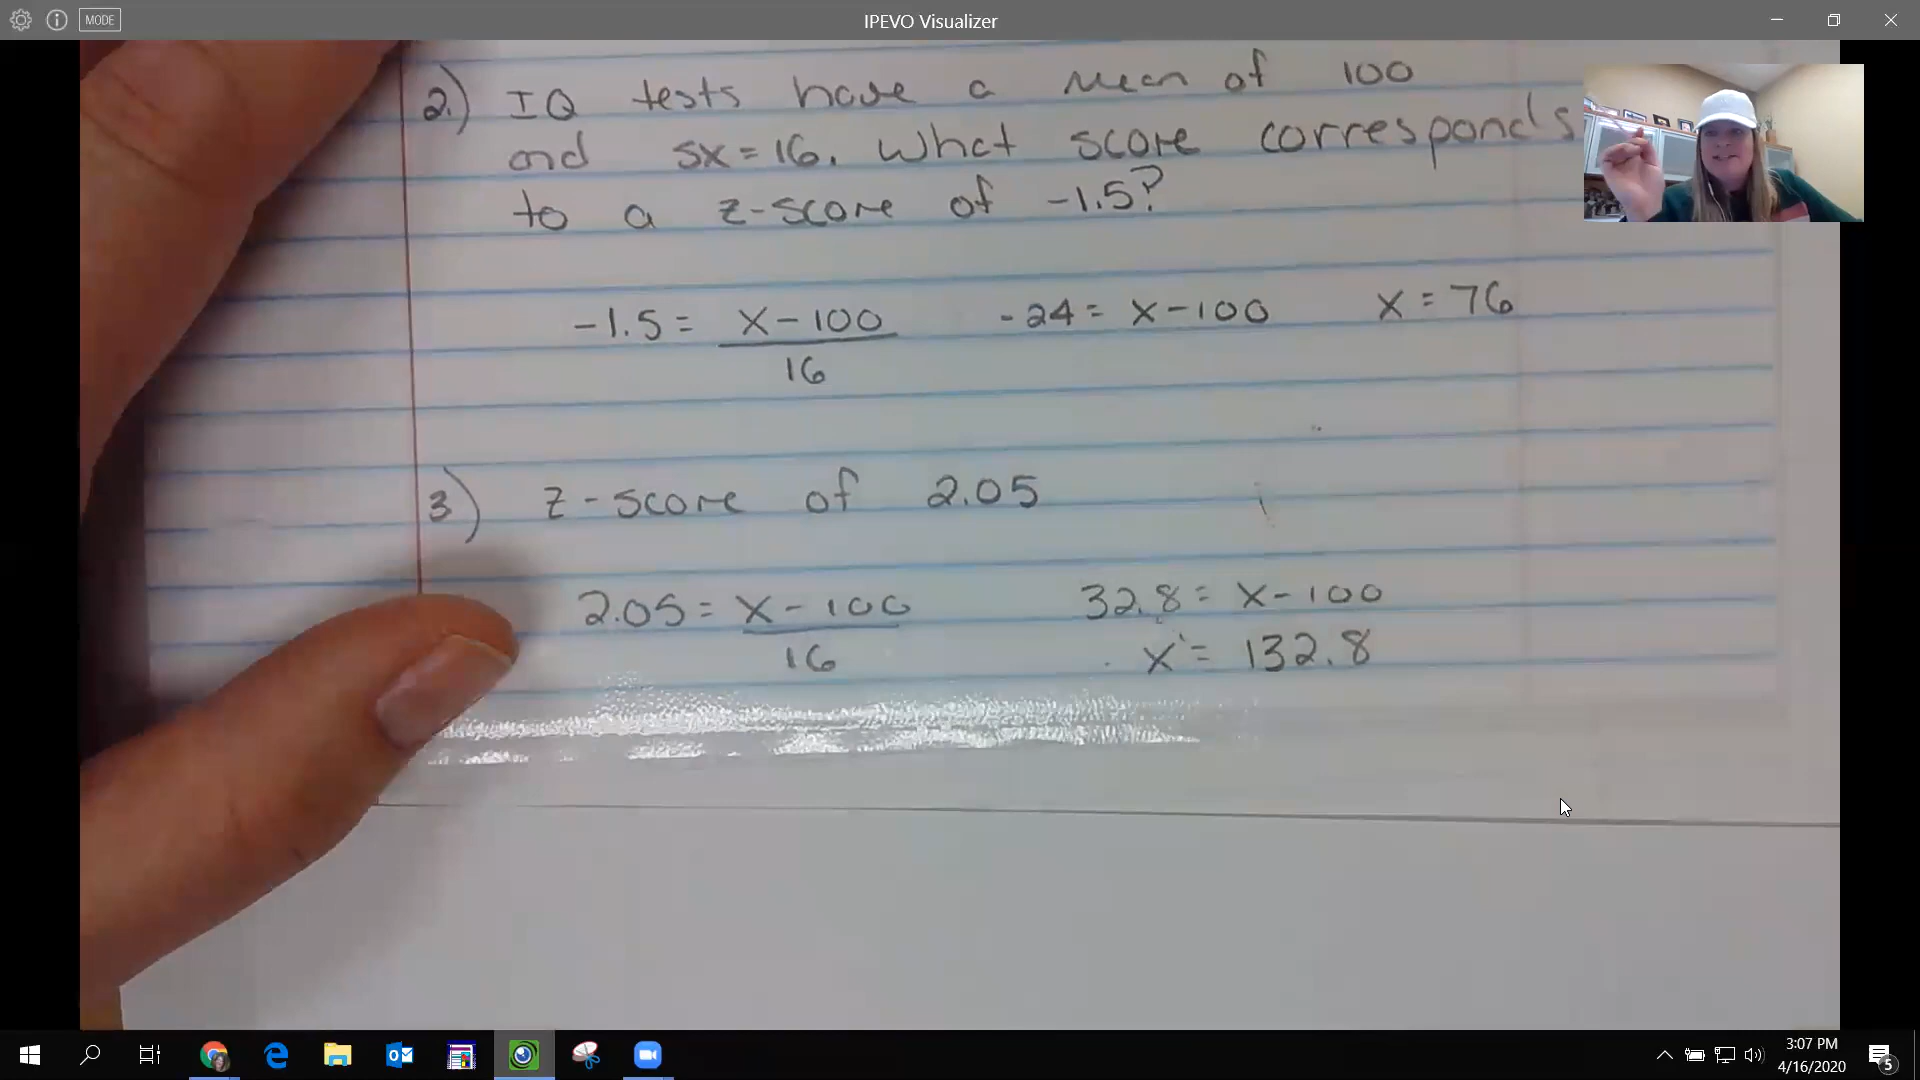 MODE
IPEVO Visualizer
2.) IQ tests have a mean of 100
and sx = 16. What score corresponds
to a z-score of -1.5?
-1.5 = x - 100 -24 = x - 100 x = 76
16
3) z-score of 2.05
2.05 = x - 100 32.8 = x - 100
16 x = 132.8
3:07 PM
4/16/2020
5